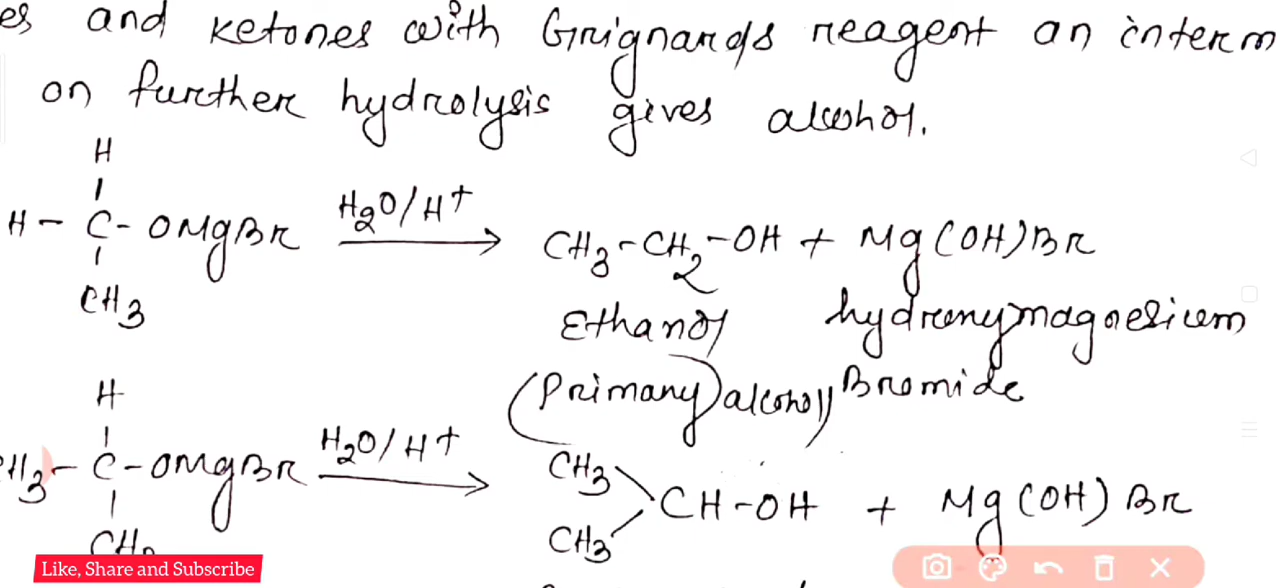 es and ketones with Grignards reagent an interm
on further hydrolysis gives alcohol.
H
H - C - OMgBr H2O/H+ CH3-CH2-OH + Mg(OH)Br
CH3
Ethanol hydroxymagnesium
(Primary) alcohol) Bromide
H
H3 - C - OMgBr H2O/H+ CH3 CH-OH + Mg(OH)Br
CH3
Like, Share and Subscribe